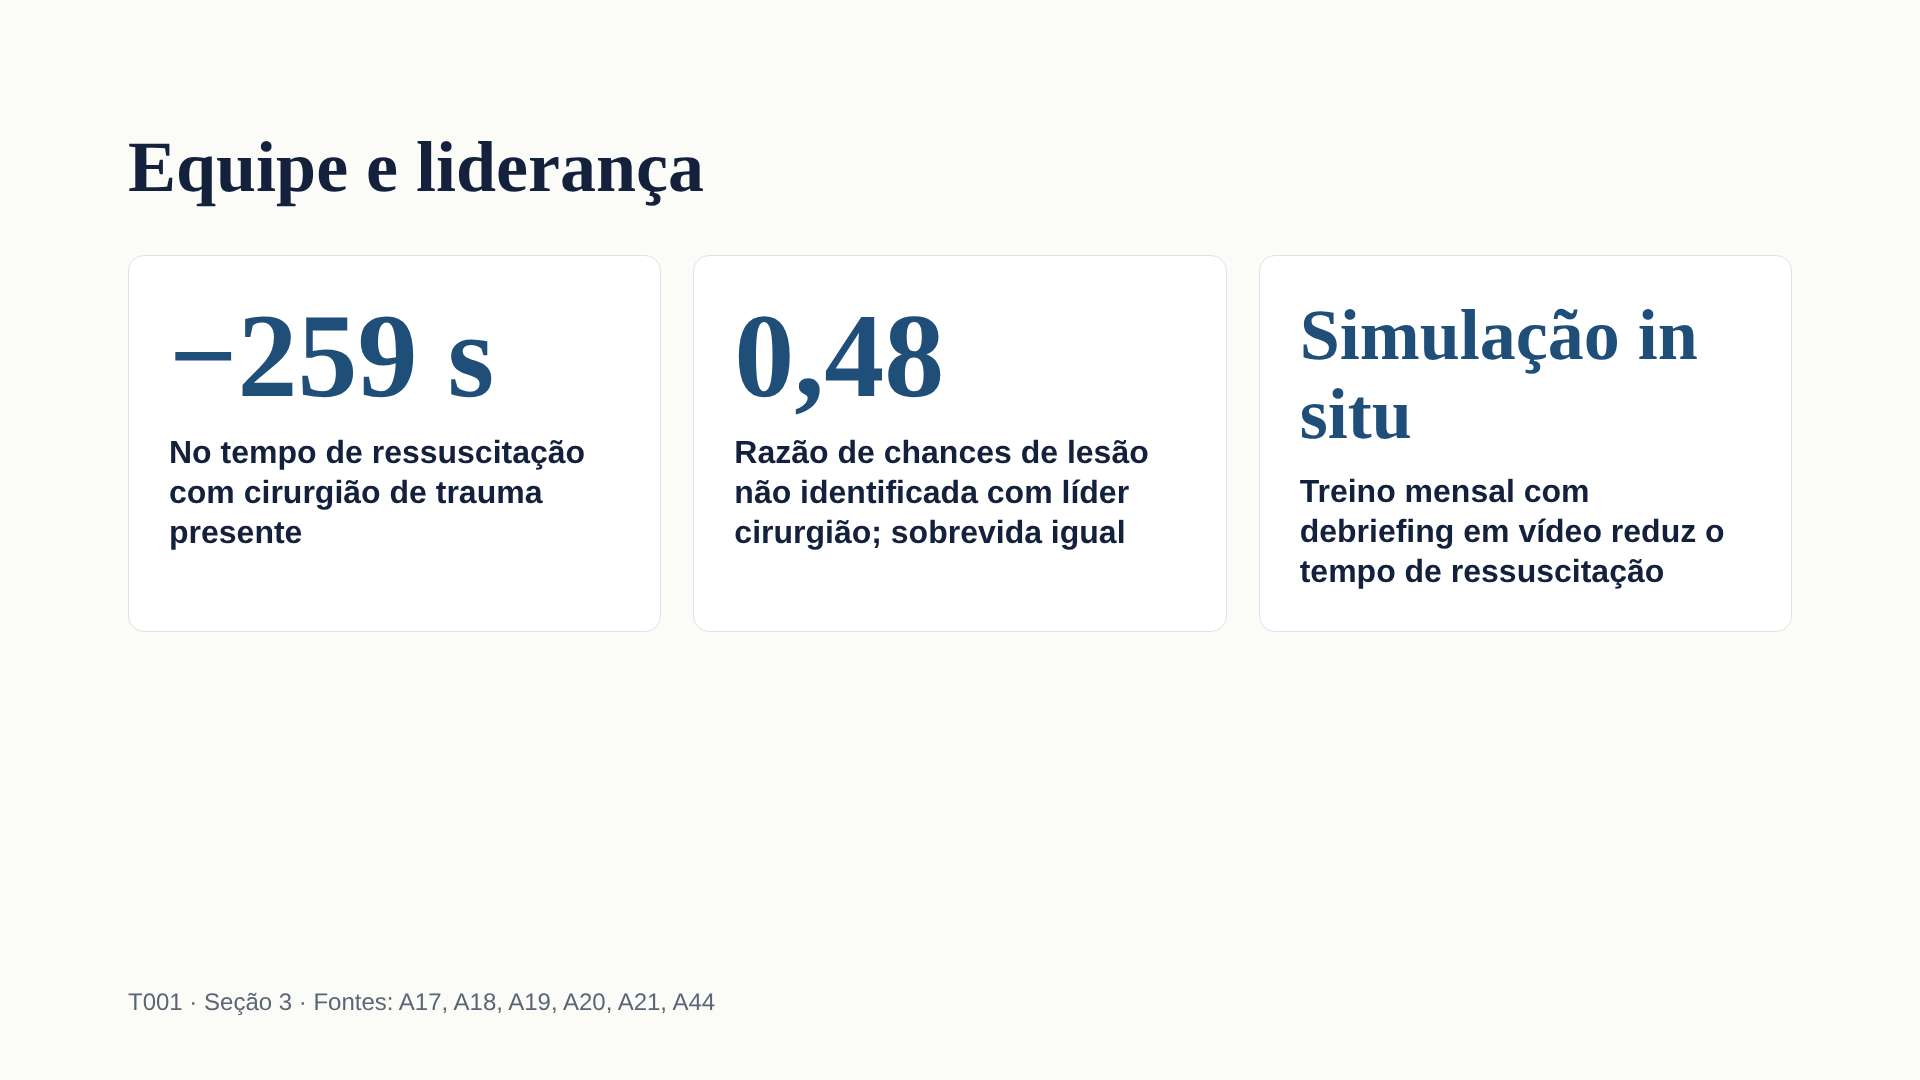 Equipe e liderança
−259 s
No tempo de ressuscitação
com cirurgião de trauma
presente
0,48
Razão de chances de lesão
não identificada com líder
cirurgião; sobrevida igual
Simulação in
situ
Treino mensal com
debriefing em vídeo reduz o
tempo de ressuscitação
T001 · Seção 3 · Fontes: A17, A18, A19, A20, A21, A44